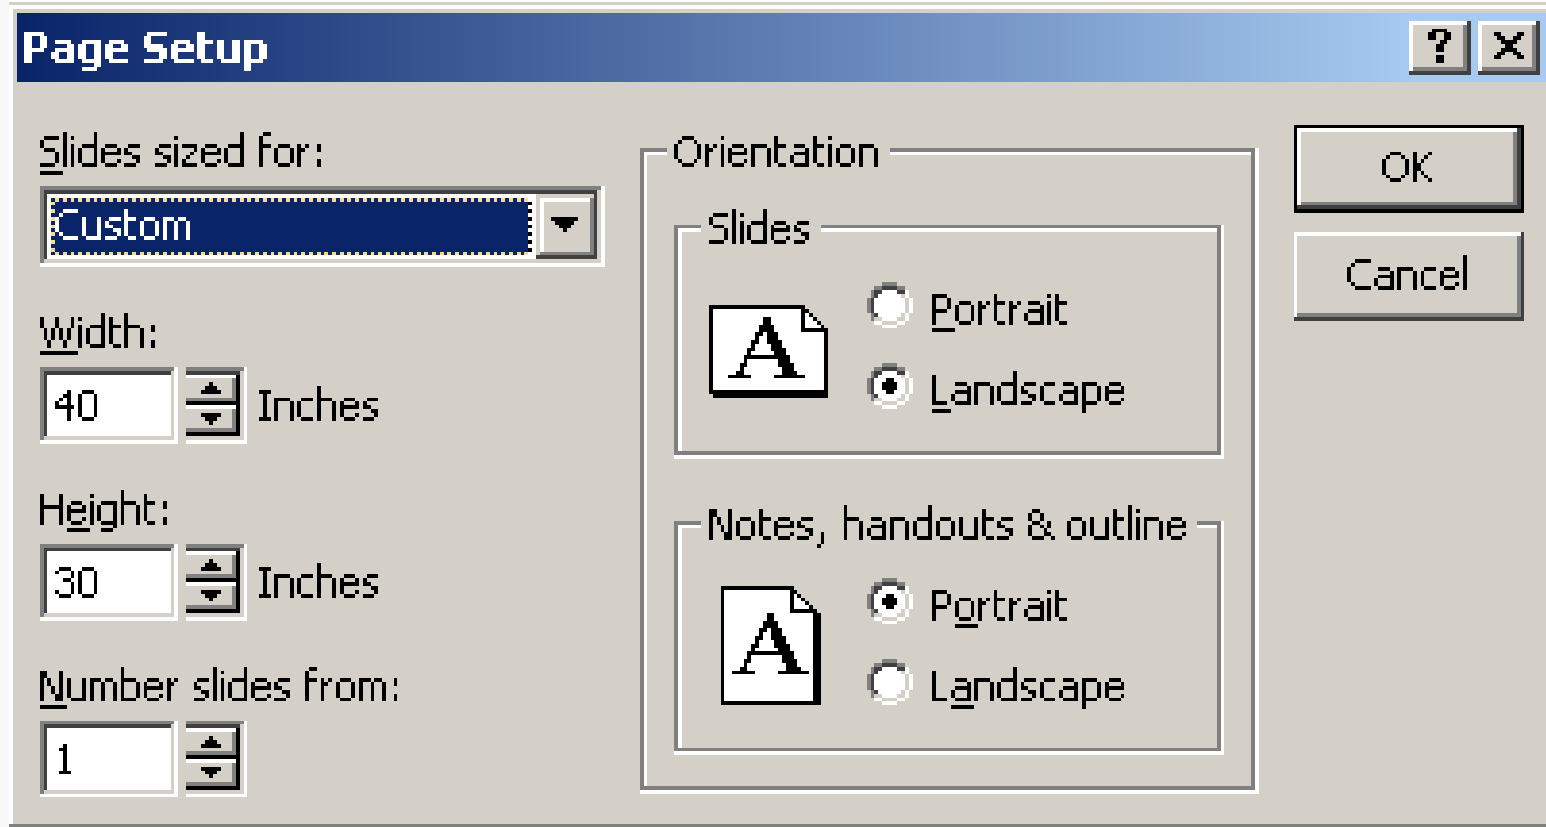 Page Setup
Slides sized for:
Custom
Width:
40 Inches
Height:
30 Inches
Number slides from:
1
Orientation
Slides
A
Portrait
Landscape
Notes, handouts & outline
A
Portrait
Landscape
OK
Cancel